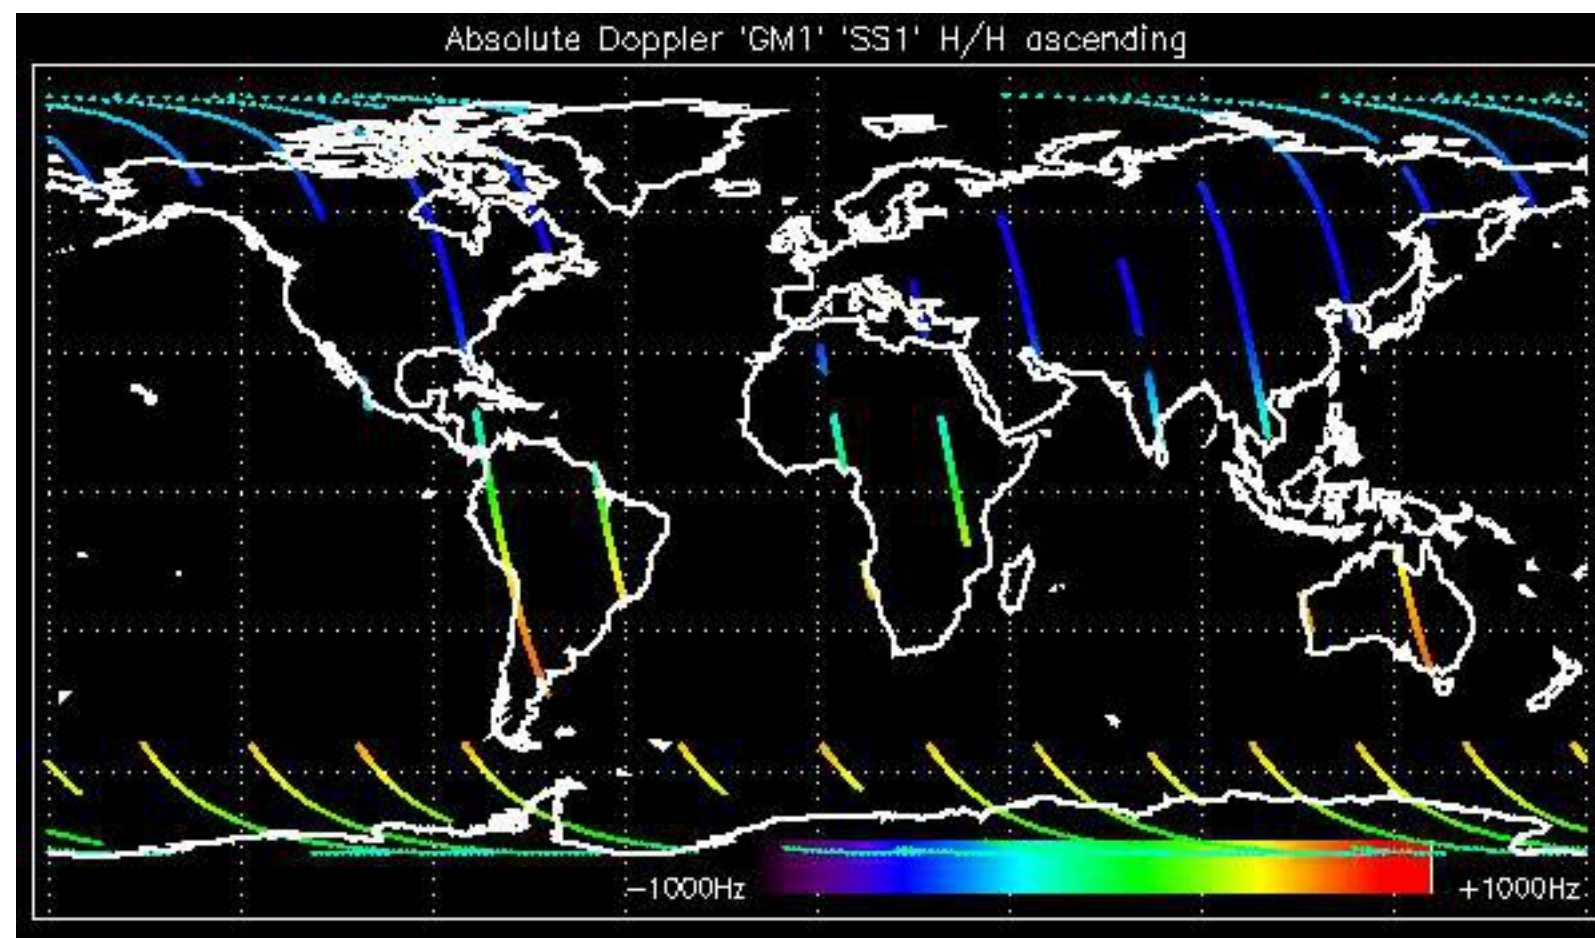 Absolute Doppler 'GM1' 'SS1' H/H ascending
−1000Hz
+1000Hz